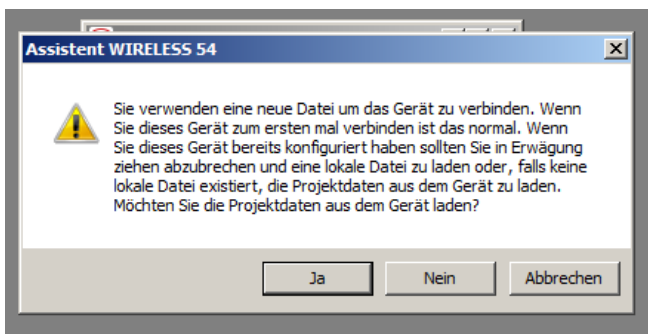 Assistent WIRELESS 54
Sie verwenden eine neue Datei um das Gerät zu verbinden. Wenn
Sie dieses Gerät zum ersten mal verbinden ist das normal. Wenn
Sie dieses Gerät bereits konfiguriert haben sollten Sie in Erwägung
ziehen abzubrechen und eine lokale Datei zu laden oder, falls keine
lokale Datei existiert, die Projektdaten aus dem Gerät zu laden.
Möchten Sie die Projektdaten aus dem Gerät laden?
Ja Nein Abbrechen